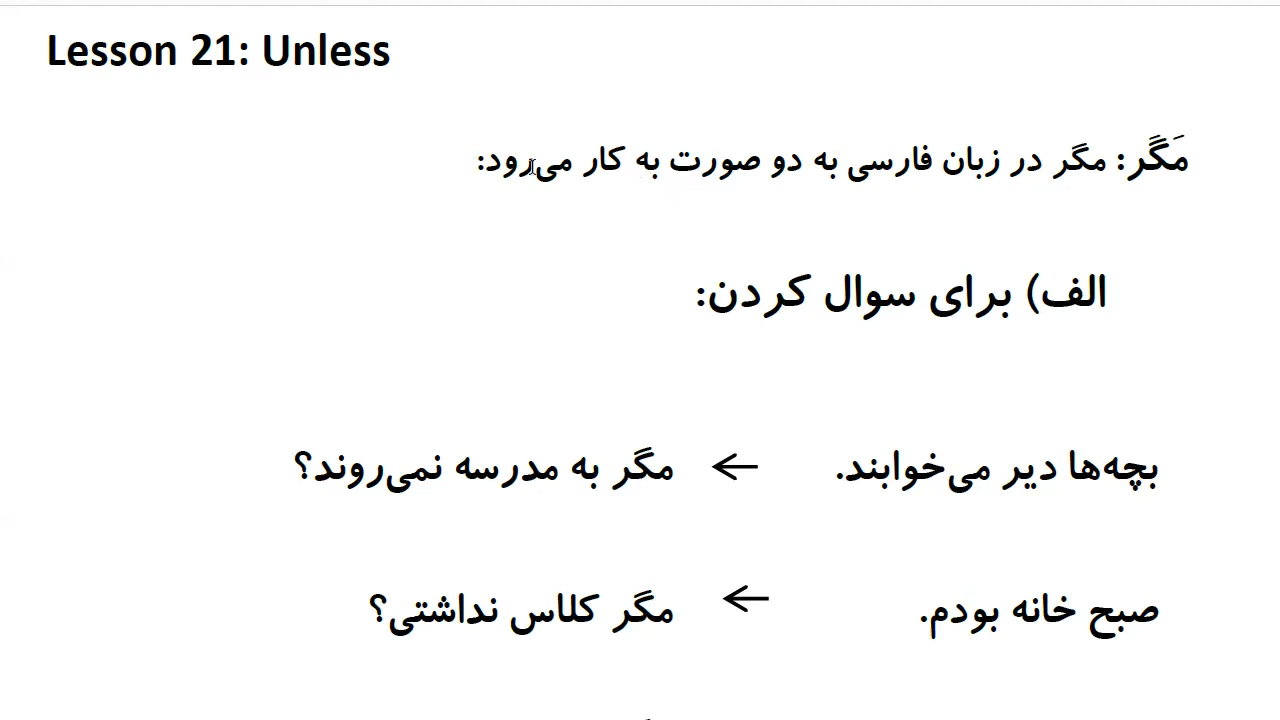 Lesson 21: Unless
مَگَر: مگر در زبان فارسی به دو صورت به کار می‌رود:
الف) برای سوال کردن:
بچه‌ها دیر می‌خوابند. ← مگر به مدرسه نمی‌روند؟
صبح خانه بودم. ← مگر کلاس نداشتی؟